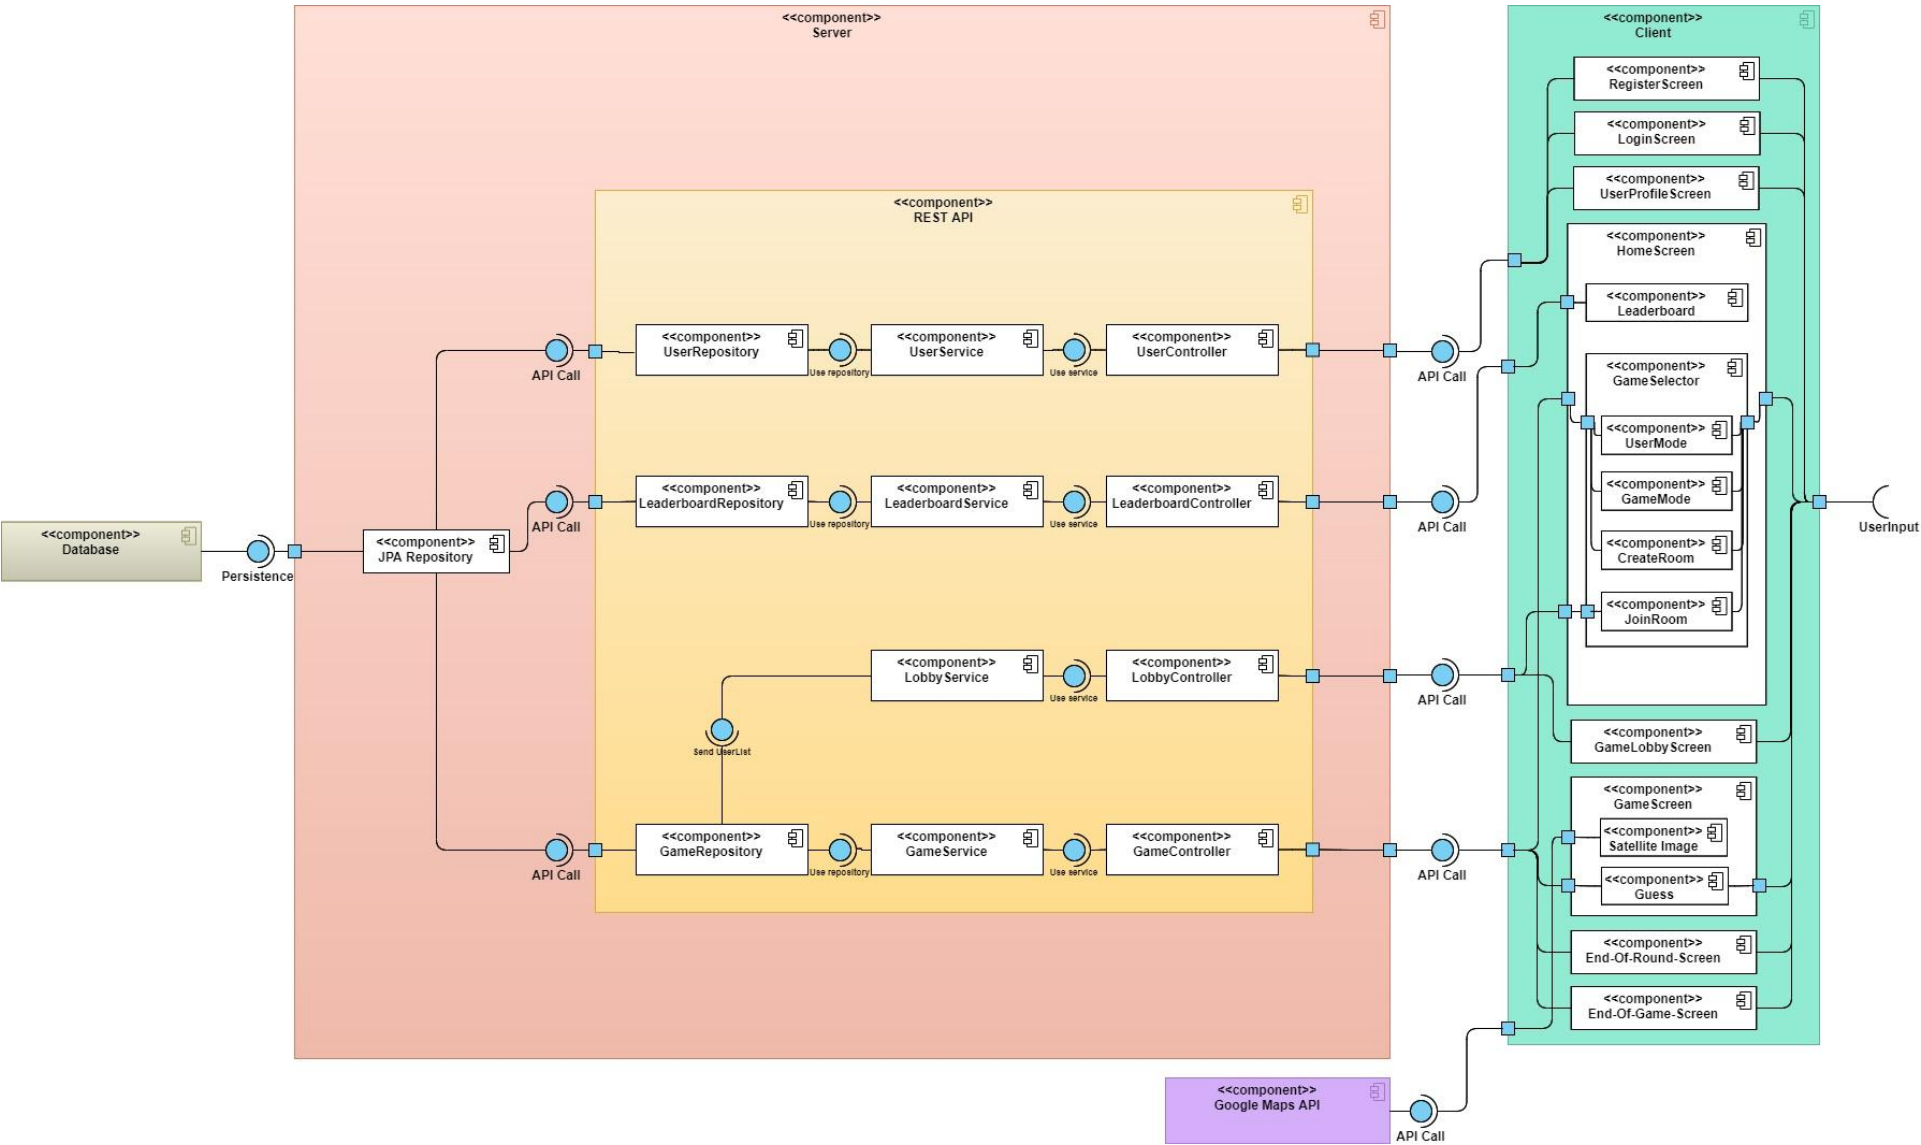 <<component>>
Server
<<component>>
Client
<<component>>
RegisterScreen
<<component>>
LoginScreen
<<component>>
UserProfileScreen
<<component>>
REST API
<<component>>
HomeScreen
<<component>>
Leaderboard
<<component>>
UserRepository
Use repository
<<component>>
UserService
Use service
<<component>>
UserController
API Call
API Call
<<component>>
GameSelector
<<component>>
UserMode
<<component>>
GameMode
<<component>>
CreateRoom
<<component>>
JoinRoom
<<component>>
LeaderboardRepository
Use repository
<<component>>
LeaderboardService
Use service
<<component>>
LeaderboardController
API Call
API Call
UserInput
<<component>>
Database
Persistence
<<component>>
JPA Repository
<<component>>
LobbyService
Use service
<<component>>
LobbyController
API Call
Send UserList
<<component>>
GameLobbyScreen
<<component>>
GameScreen
<<component>>
Satellite Image
<<component>>
Guess
<<component>>
GameRepository
Use repository
<<component>>
GameService
Use service
<<component>>
GameController
API Call
API Call
<<component>>
End-Of-Round-Screen
<<component>>
End-Of-Game-Screen
<<component>>
Google Maps API
API Call